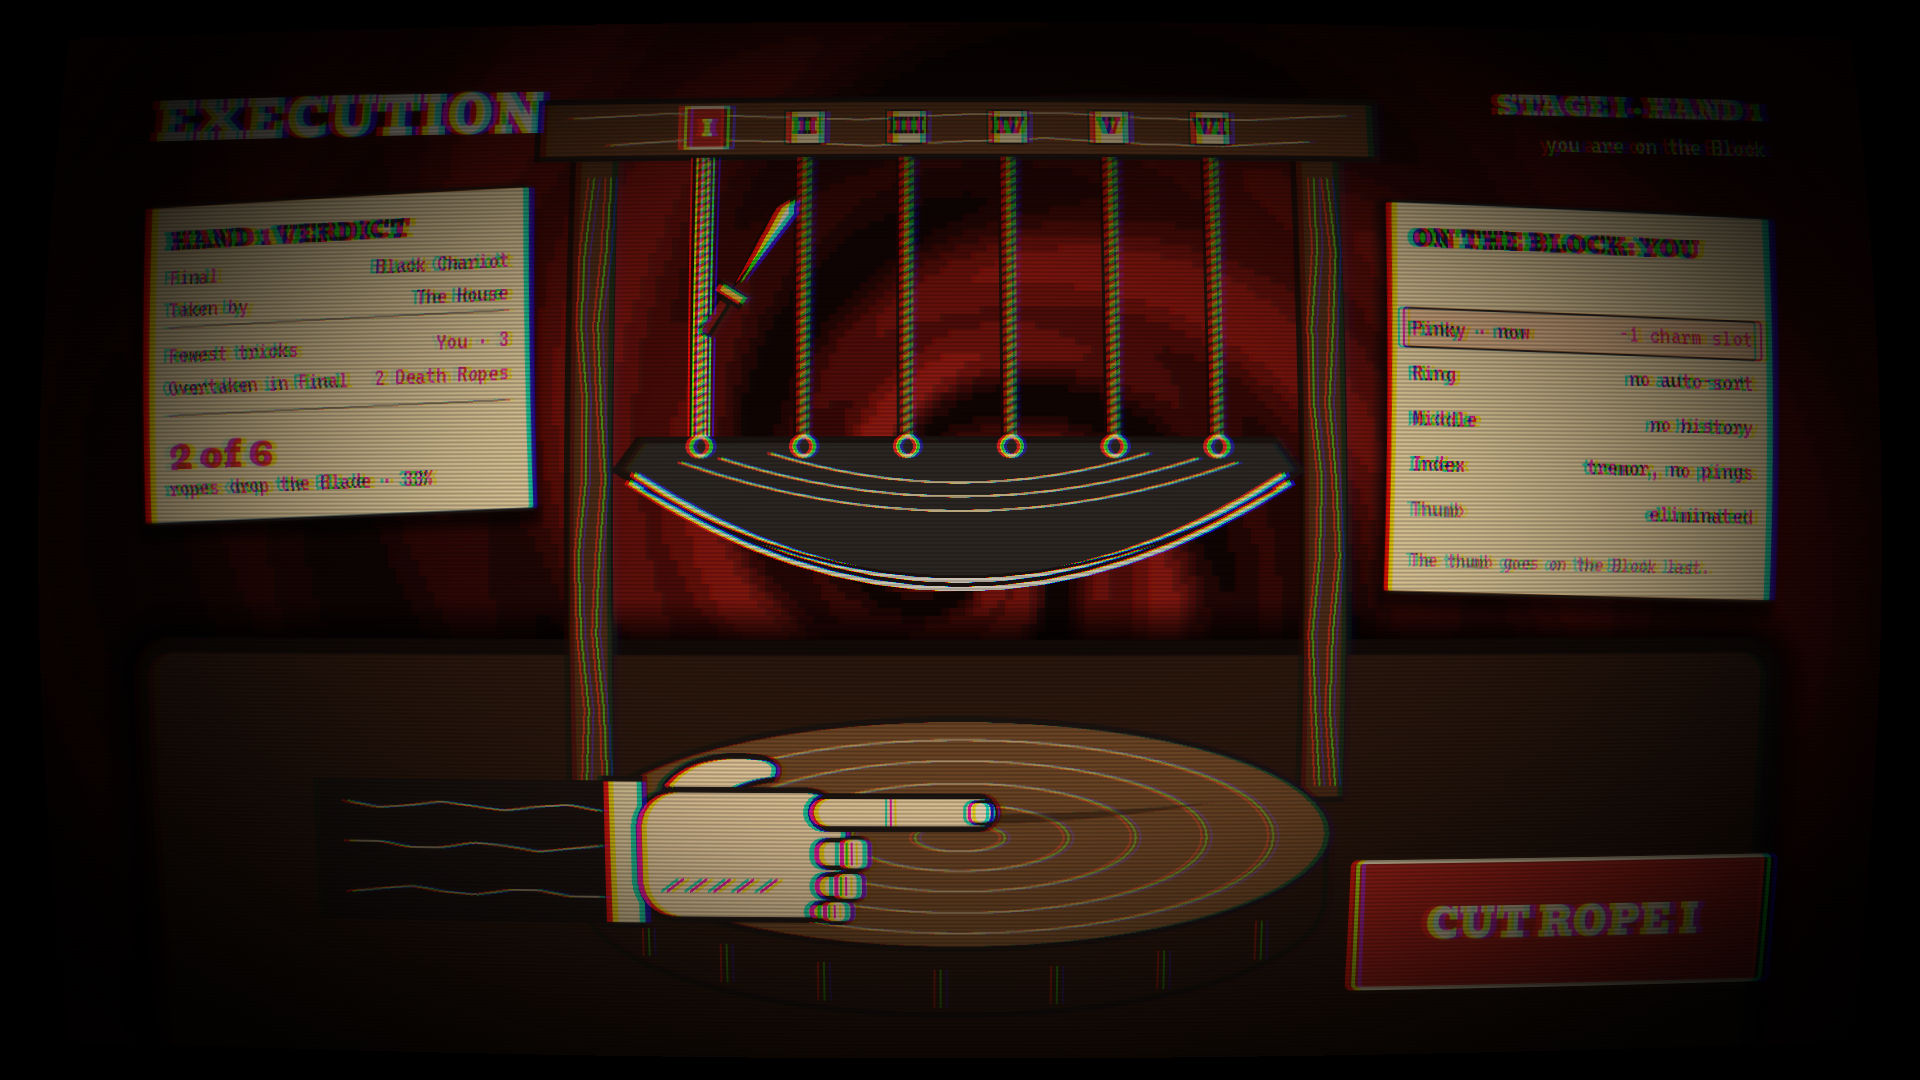 EXECUTION
I II III IV V VI
STAGE I · HAND 1
you are on the Block
HAND 1 VERDICT
Final Black Chariot
Taken by The House
Fewest tricks You · 3
Overtaken in Final 2 Death Ropes
2 of 6
ropes drop the Blade · 33%
ON THE BLOCK: YOU
Pinky · now -1 charm slot
Ring no auto-sort
Middle no history
Index tremor, no pings
Thumb eliminated
The thumb goes on the Block last.
CUT ROPE I